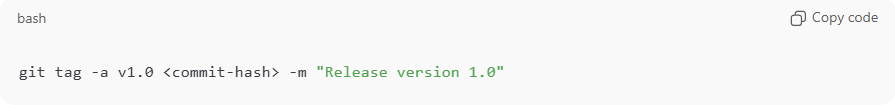 bash
Copy code
git tag -a v1.0 <commit-hash> -m "Release version 1.0"